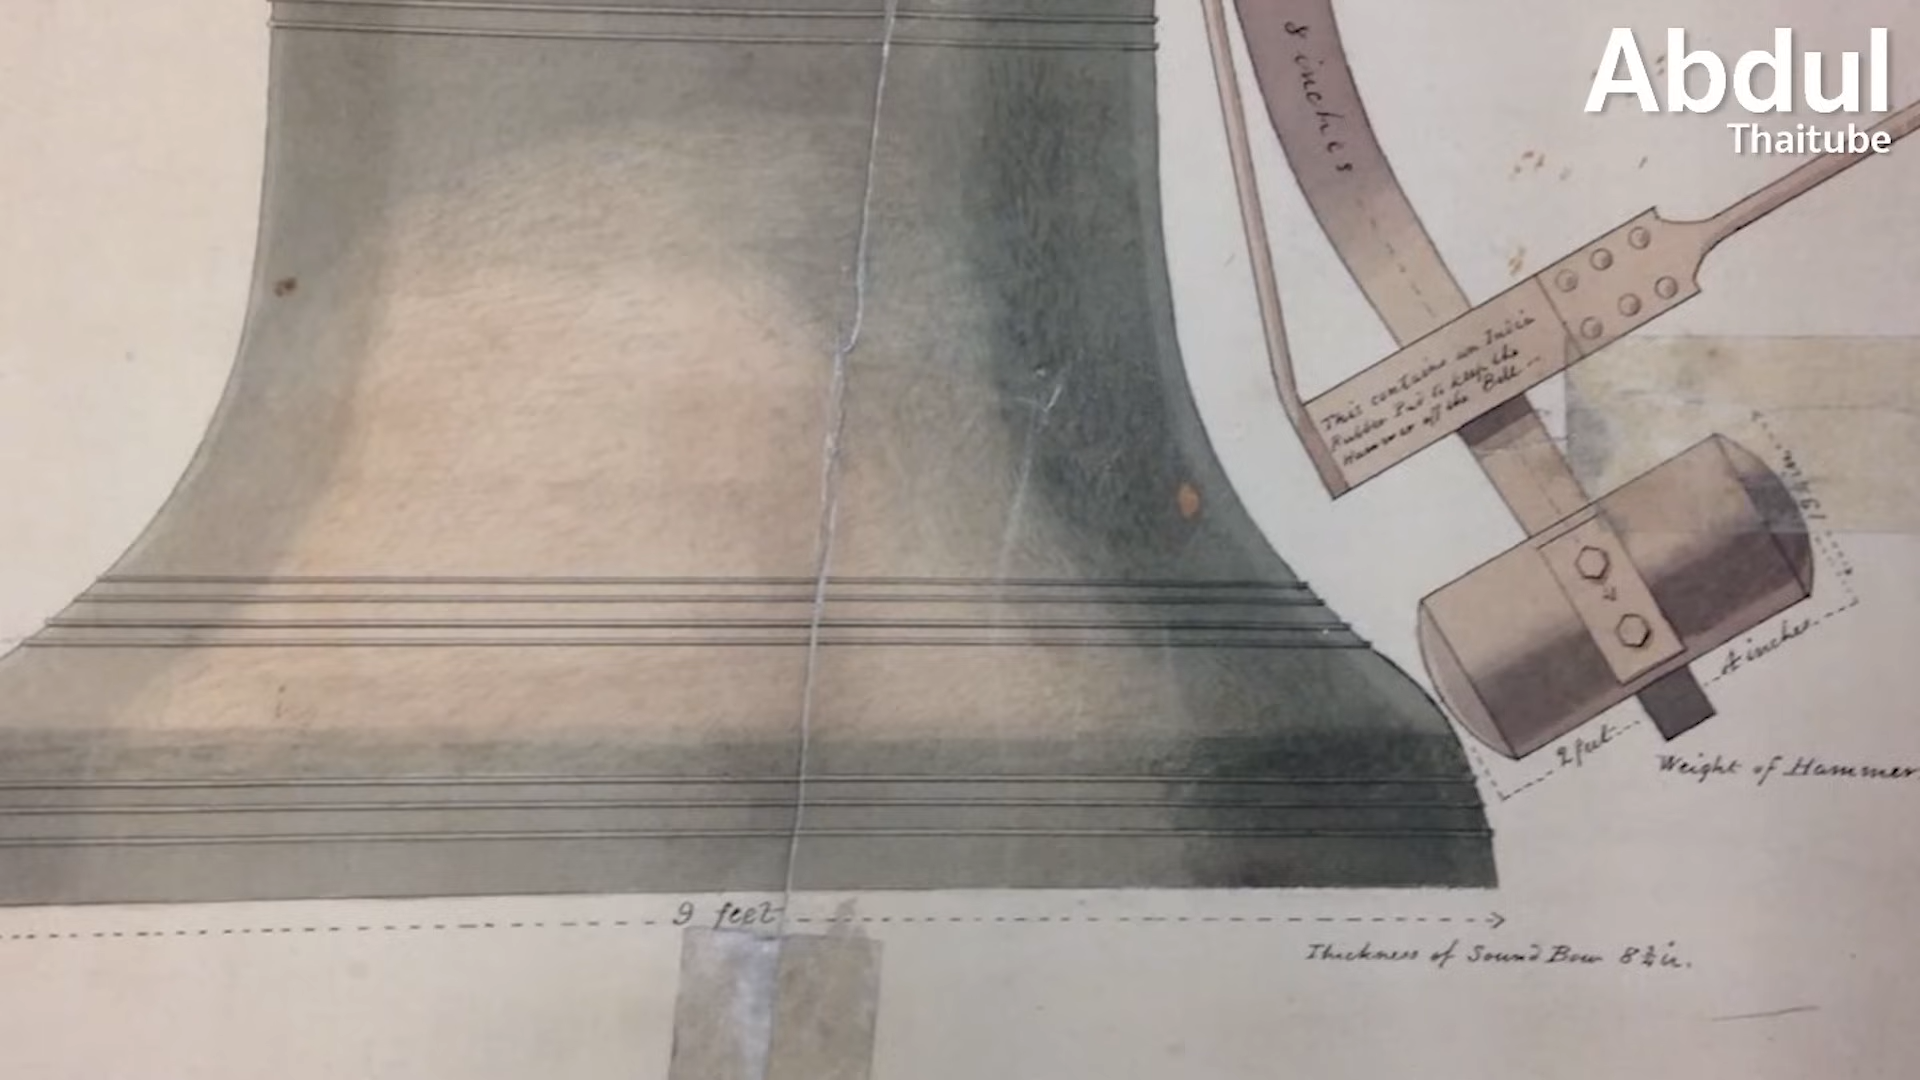 Abdul
Thaitube
8 inches
This contains an India
Rubber Pad to keep the
Hammer off the Bell
4 inches
2 feet
Weight of Hammer
9 feet
Thickness of Sound Bow 8¾ in.